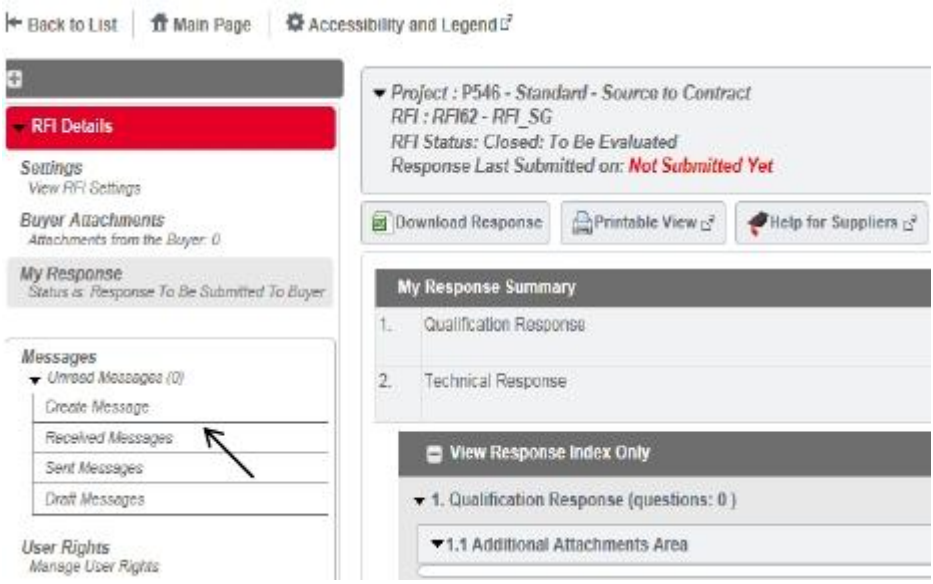 Back to List
Main Page
Accessibility and Legend
RFI Details
Settings
View RFI Settings
Buyer Attachments
Attachments from the Buyer: 0
My Response
Status is: Response To Be Submitted To Buyer
Messages
Unread Messages (0)
Create Message
Received Messages
Sent Messages
Draft Messages
User Rights
Manage User Rights
Project : P546 - Standard - Source to Contract
RFI : RFI62 - RFI_SG
RFI Status: Closed: To Be Evaluated
Response Last Submitted on: Not Submitted Yet
Download Response
Printable View
Help for Suppliers
My Response Summary
1. Qualification Response
2. Technical Response
View Response Index Only
1. Qualification Response (questions: 0 )
1.1 Additional Attachments Area